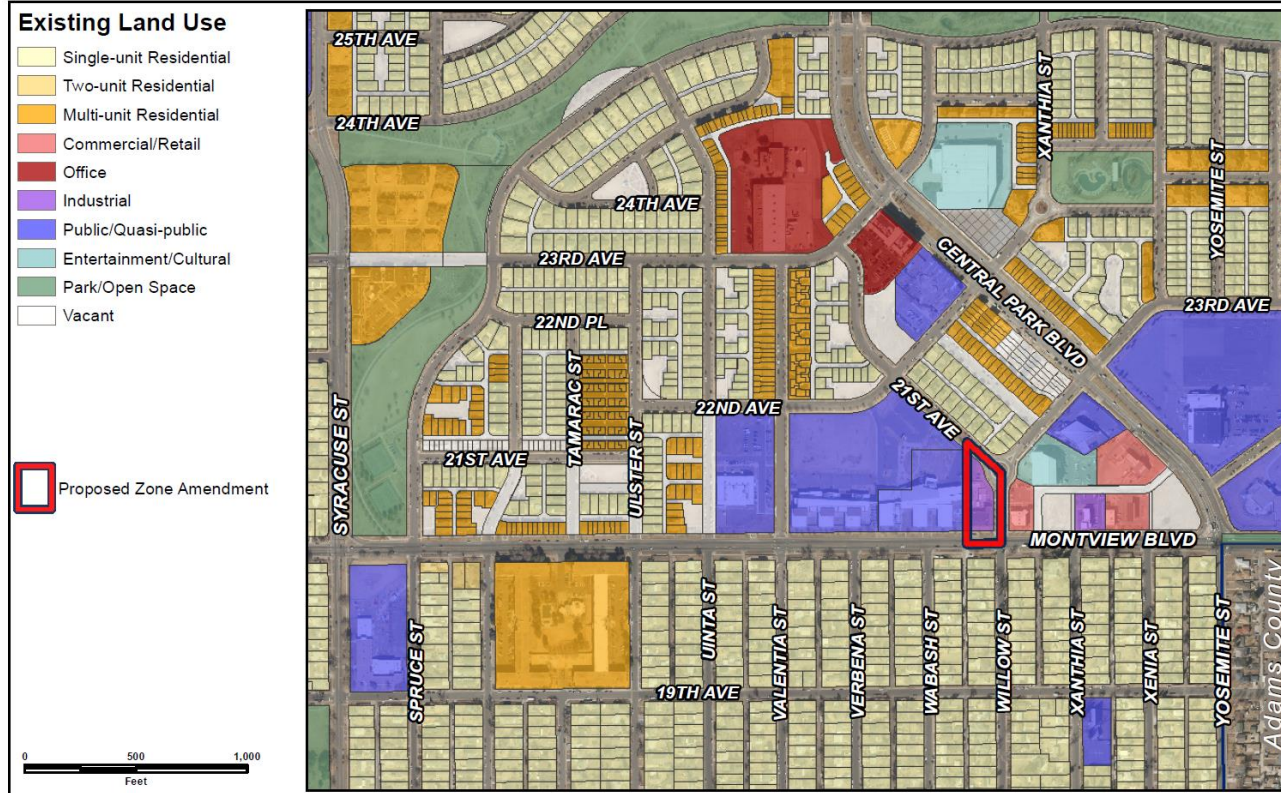 Existing Land Use
Single-unit Residential
Two-unit Residential
Multi-unit Residential
Commercial/Retail
Office
Industrial
Public/Quasi-public
Entertainment/Cultural
Park/Open Space
Vacant
Proposed Zone Amendment
0 500 1,000
Feet
25TH AVE
24TH AVE
XANTHIA ST
YOSEMITE ST
24TH AVE
23RD AVE
CENTRAL PARK BLVD
23RD AVE
22ND PL
TAMARAC ST
22ND AVE
21ST AVE
SYRACUSE ST
21ST AVE
ULSTER ST
MONTVIEW BLVD
SPRUCE ST
UINTA ST
VALENTIA ST
VERBENA ST
WABASH ST
WILLOW ST
XANTHIA ST
XENIA ST
YOSEMITE ST
Adams County
19TH AVE